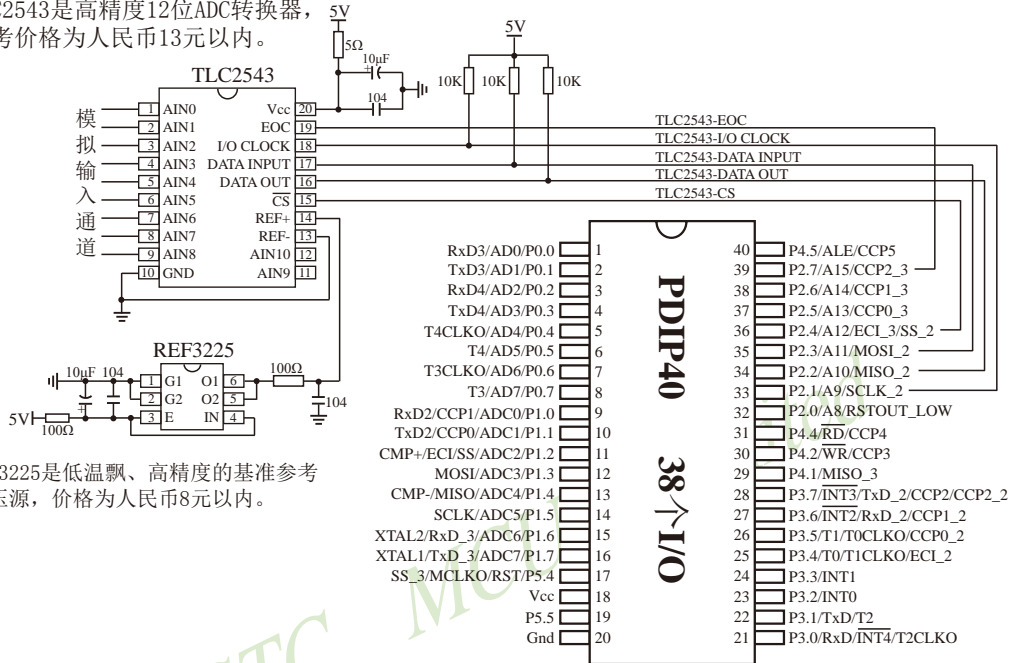 C2543是高精度12位ADC转换器，
考价格为人民币13元以内。
5V
5Ω
10μF
+
104
5V
10K
10K
10K
TLC2543
模
拟
输
入
通
道
1 AIN0
2 AIN1
3 AIN2
4 AIN3
5 AIN4
6 AIN5
7 AIN6
8 AIN7
9 AIN8
10 GND
Vcc 20
EOC 19
I/O CLOCK 18
DATA INPUT 17
DATA OUT 16
CS 15
REF+ 14
REF- 13
AIN10 12
AIN9 11
TLC2543-EOC
TLC2543-I/O CLOCK
TLC2543-DATA INPUT
TLC2543-DATA OUT
TLC2543-CS
REF3225
10μF 104
+
1 G1 O1 6
2 G2 O2 5
3 E IN 4
100Ω
104
5V
100Ω
3225是低温飘、高精度的基准参考
压源，价格为人民币8元以内。
PDIP40 38个I/O
RxD3/AD0/P0.0 1
TxD3/AD1/P0.1 2
RxD4/AD2/P0.2 3
TxD4/AD3/P0.3 4
T4CLKO/AD4/P0.4 5
T4/AD5/P0.5 6
T3CLKO/AD6/P0.6 7
T3/AD7/P0.7 8
RxD2/CCP1/ADC0/P1.0 9
TxD2/CCP0/ADC1/P1.1 10
CMP+/ECI/SS/ADC2/P1.2 11
MOSI/ADC3/P1.3 12
CMP-/MISO/ADC4/P1.4 13
SCLK/ADC5/P1.5 14
XTAL2/RxD_3/ADC6/P1.6 15
XTAL1/TxD_3/ADC7/P1.7 16
SS_3/MCLKO/RST/P5.4 17
Vcc 18
P5.5 19
Gnd 20
40 P4.5/ALE/CCP5
39 P2.7/A15/CCP2_3
38 P2.6/A14/CCP1_3
37 P2.5/A13/CCP0_3
36 P2.4/A12/ECI_3/SS_2
35 P2.3/A11/MOSI_2
34 P2.2/A10/MISO_2
33 P2.1/A9/SCLK_2
32 P2.0/A8/RSTOUT_LOW
31 P4.4/RD/CCP4
30 P4.2/WR/CCP3
29 P4.1/MISO_3
28 P3.7/INT3/TxD_2/CCP2/CCP2_2
27 P3.6/INT2/RxD_2/CCP1_2
26 P3.5/T1/T0CLKO/CCP0_2
25 P3.4/T0/T1CLKO/ECI_2
24 P3.3/INT1
23 P3.2/INT0
22 P3.1/TxD/T2
21 P3.0/RxD/INT4/T2CLKO
MCU